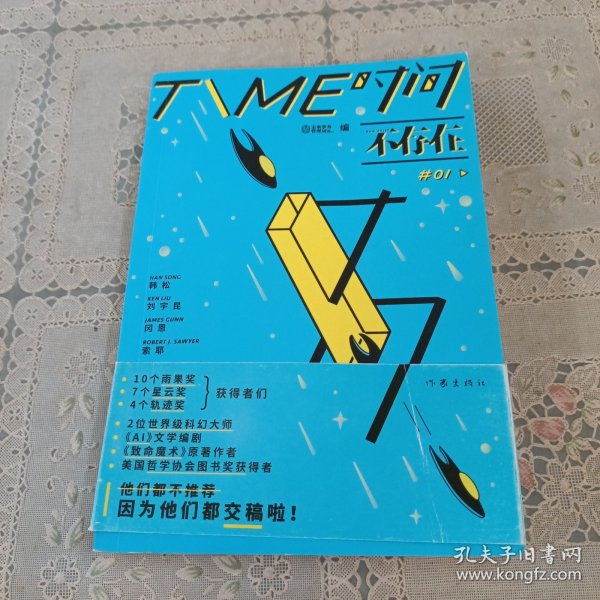 TIME时间
编
不存在
#01
HAN SONG
韩松
KEN LIU
刘宇昆
JAMES GUNN
冈恩
ROBERT J. SAWYER
索耶
10个雨果奖
7个星云奖
4个轨迹奖
获得者们
2位世界级科幻大师
《AI》文学编剧
《致命魔术》原著作者
美国哲学协会图书奖获得者
他们都不推荐
因为他们都交稿啦！
作家出版社
孔夫子旧书网
www.kongfz.com